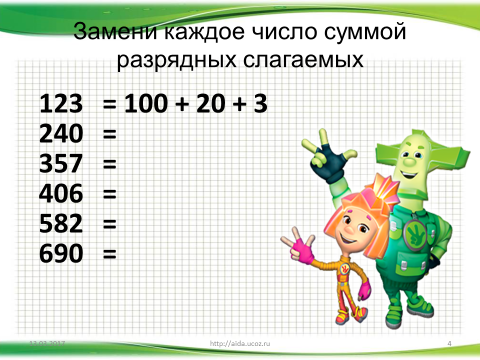 Замени каждое число суммой
разрядных слагаемых
123 = 100 + 20 + 3
240 =
357 =
406 =
582 =
690 =
http://aida.ucoz.ru
4